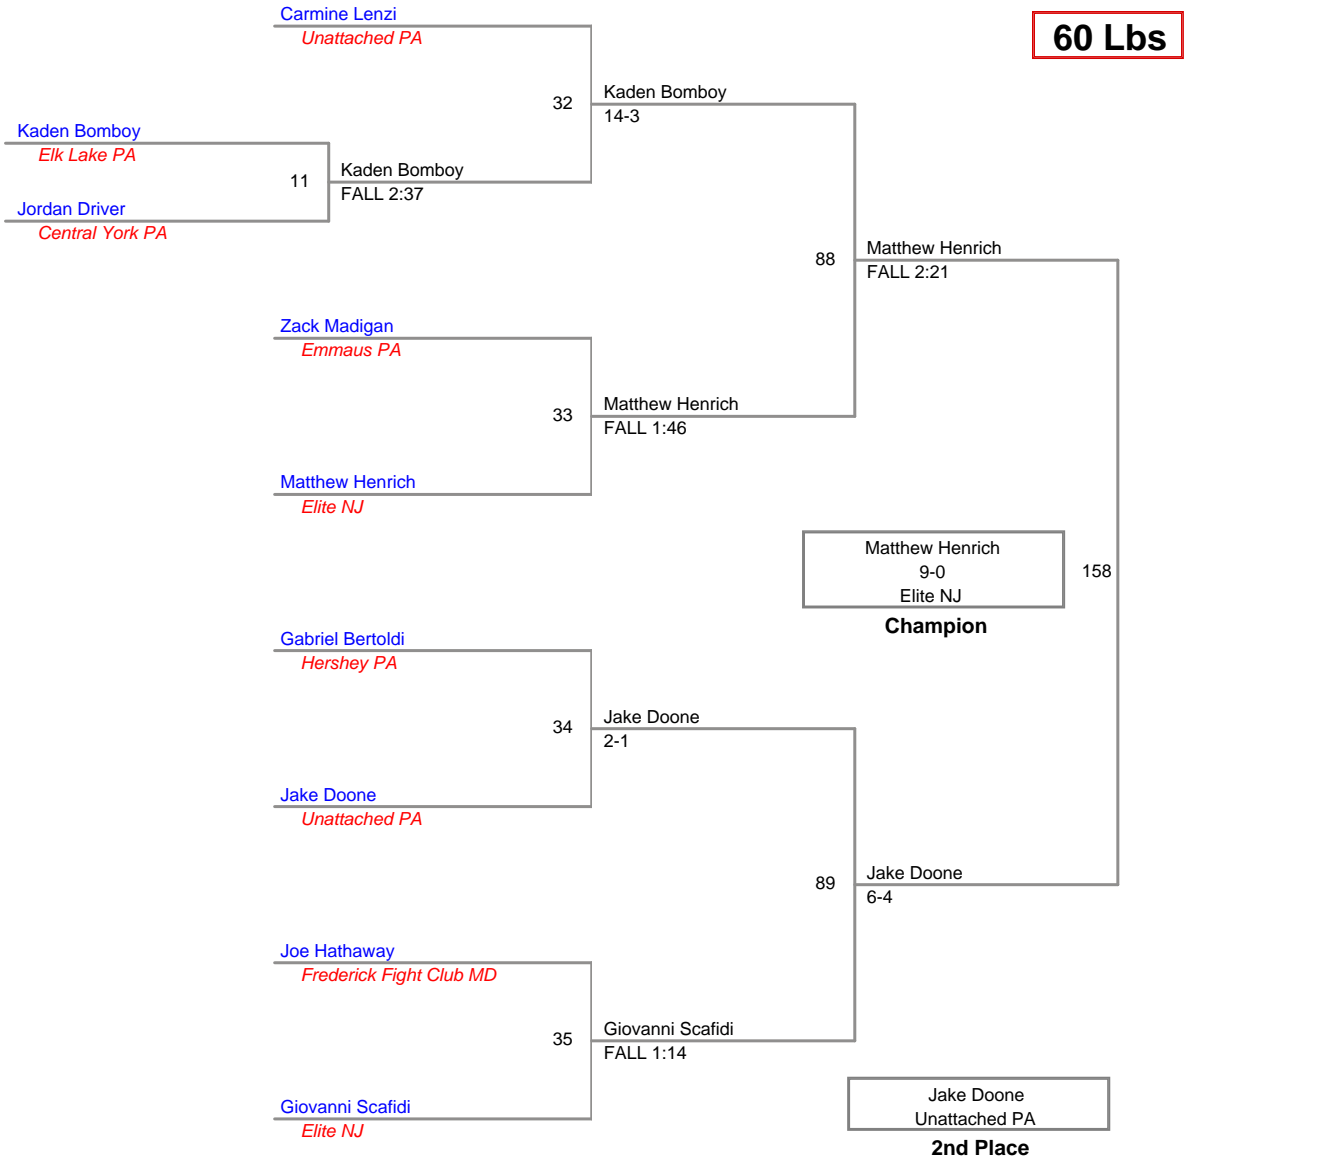 Carmine Lenzi
Unattached PA
60 Lbs
32
Kaden Bomboy
14-3
Kaden Bomboy
Elk Lake PA
11
Kaden Bomboy
FALL 2:37
Jordan Driver
Central York PA
88
Matthew Henrich
FALL 2:21
Zack Madigan
Emmaus PA
33
Matthew Henrich
FALL 1:46
Matthew Henrich
Elite NJ
Matthew Henrich
9-0
Elite NJ
Champion
158
Gabriel Bertoldi
Hershey PA
34
Jake Doone
2-1
Jake Doone
Unattached PA
89
Jake Doone
6-4
Joe Hathaway
Frederick Fight Club MD
35
Giovanni Scafidi
FALL 1:14
Giovanni Scafidi
Elite NJ
Jake Doone
Unattached PA
2nd Place